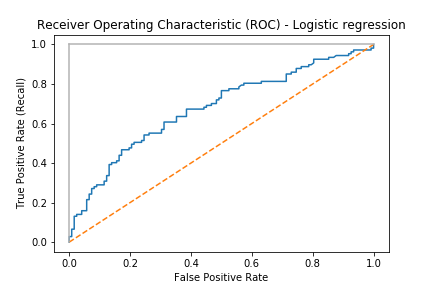 Receiver Operating Characteristic (ROC) - Logistic regression
1.0
0.8
0.6
0.4
0.2
0.0
True Positive Rate (Recall)
0.0 0.2 0.4 0.6 0.8 1.0
False Positive Rate